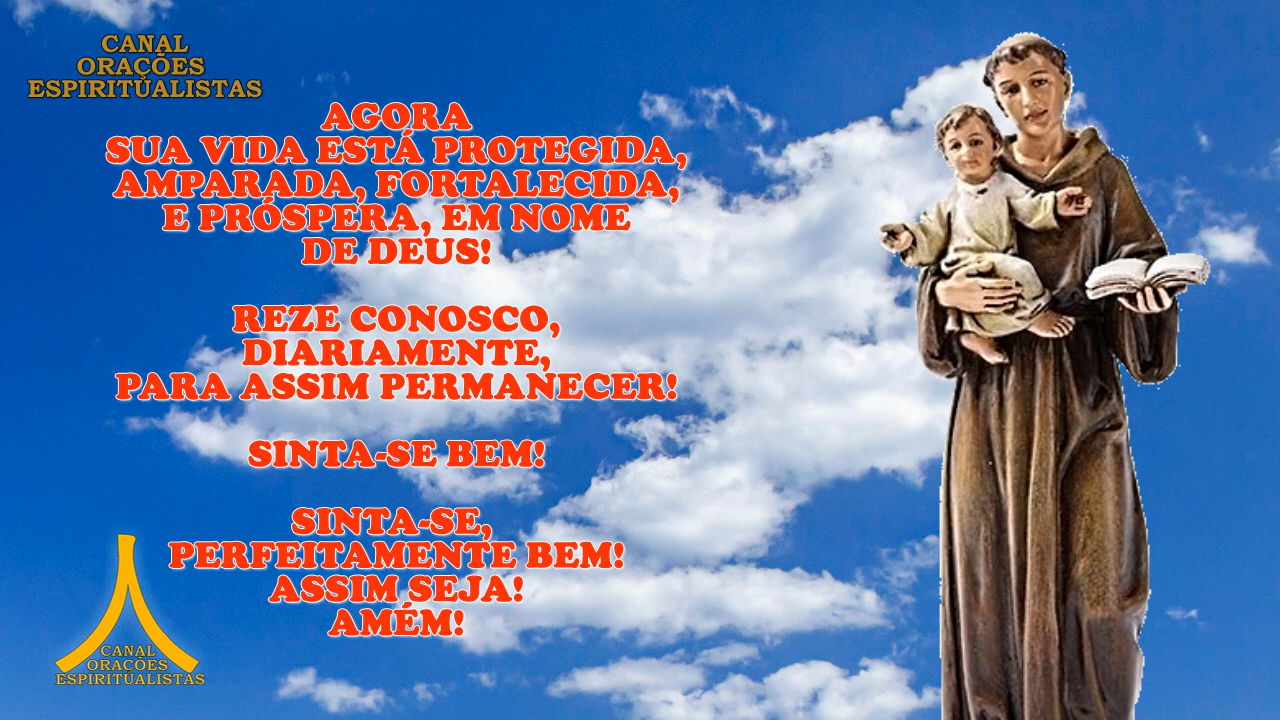 CANAL
ORAÇÕES
ESPIRITUALISTAS
AGORA
SUA VIDA ESTÁ PROTEGIDA,
AMPARADA, FORTALECIDA,
E PRÓSPERA, EM NOME
DE DEUS!
REZE CONOSCO,
DIARIAMENTE,
PARA ASSIM PERMANECER!
SINTA-SE BEM!
SINTA-SE,
PERFEITAMENTE BEM!
ASSIM SEJA!
AMÉM!
CANAL
ORAÇÕES
ESPIRITUALISTAS